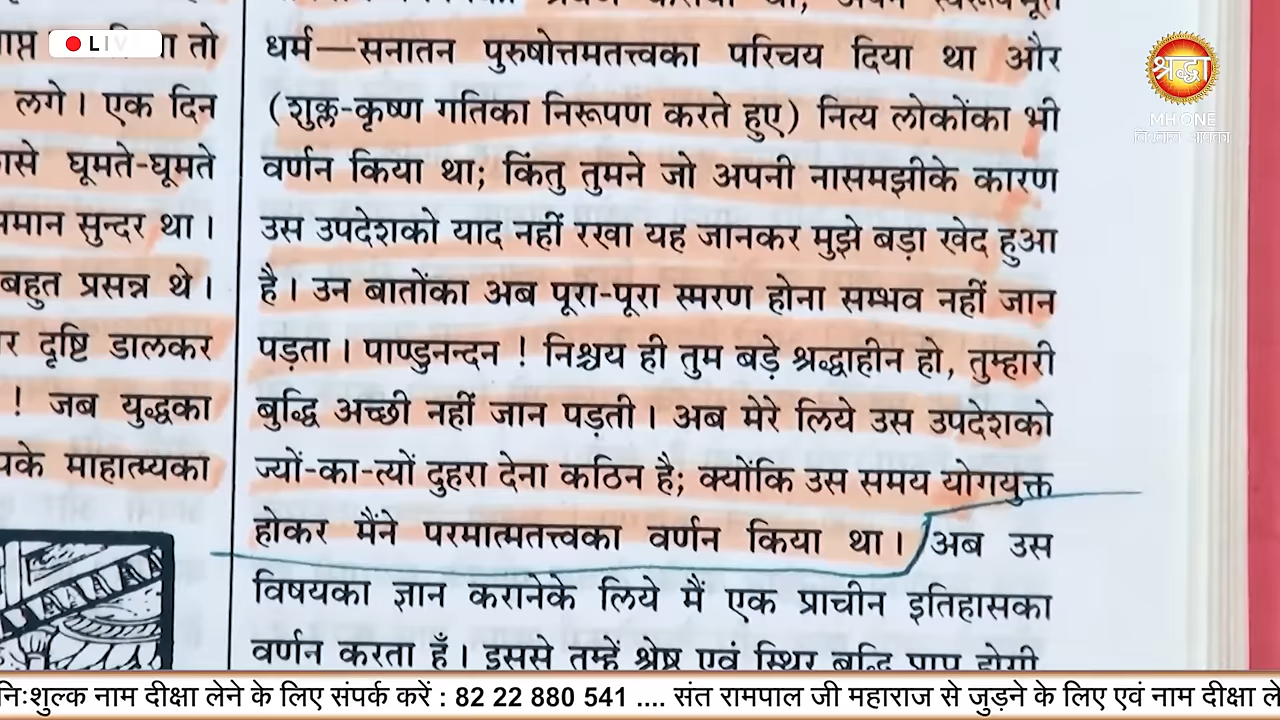 LIV
श्रद्धा
MH ONE
विश्वास आपका
तो
लगे। एक दिन
घूमते-घूमते
सुन्दर था।
बहुत प्रसन्न थे।
दृष्टि डालकर
! जब युद्धका
माहात्म्यका
धर्म—सनातन पुरुषोत्तमतत्त्वका परिचय दिया था और
(शुक्ल-कृष्ण गतिका निरूपण करते हुए) नित्य लोकोंका भी
वर्णन किया था; किंतु तुमने जो अपनी नासमझीके कारण
उस उपदेशको याद नहीं रखा यह जानकर मुझे बड़ा खेद हुआ
है। उन बातोंका अब पूरा-पूरा स्मरण होना सम्भव नहीं जान
पड़ता। पाण्डुनन्दन ! निश्चय ही तुम बड़े श्रद्धाहीन हो, तुम्हारी
बुद्धि अच्छी नहीं जान पड़ती। अब मेरे लिये उस उपदेशको
ज्यों-का-त्यों दुहरा देना कठिन है; क्योंकि उस समय योगयुक्त
होकर मैंने परमात्मतत्त्वका वर्णन किया था। अब उस
विषयका ज्ञान करानेके लिये मैं एक प्राचीन इतिहासका
वर्णन करता हूँ। इससे तुम्हें श्रेष्ठ एवं स्थिर बुद्धि प्राप्त होगी
निःशुल्क नाम दीक्षा लेने के लिए संपर्क करें : 82 22 880 541 .... संत रामपाल जी महाराज से जुड़ने के लिए एवं नाम दीक्षा ले